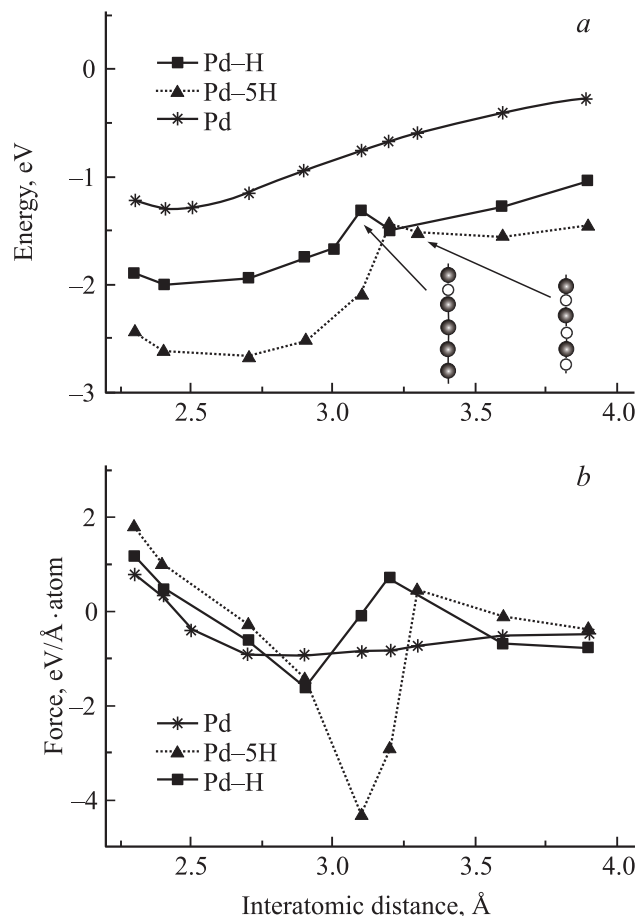 a
0
–1
–2
–3
Energy, eV
Pd–H
Pd–5H
Pd
2.5 3.0 3.5 4.0
b
2
0
–2
–4
Force, eV/Å·atom
Pd
Pd–5H
Pd–H
2.5 3.0 3.5 4.0
Interatomic distance, Å